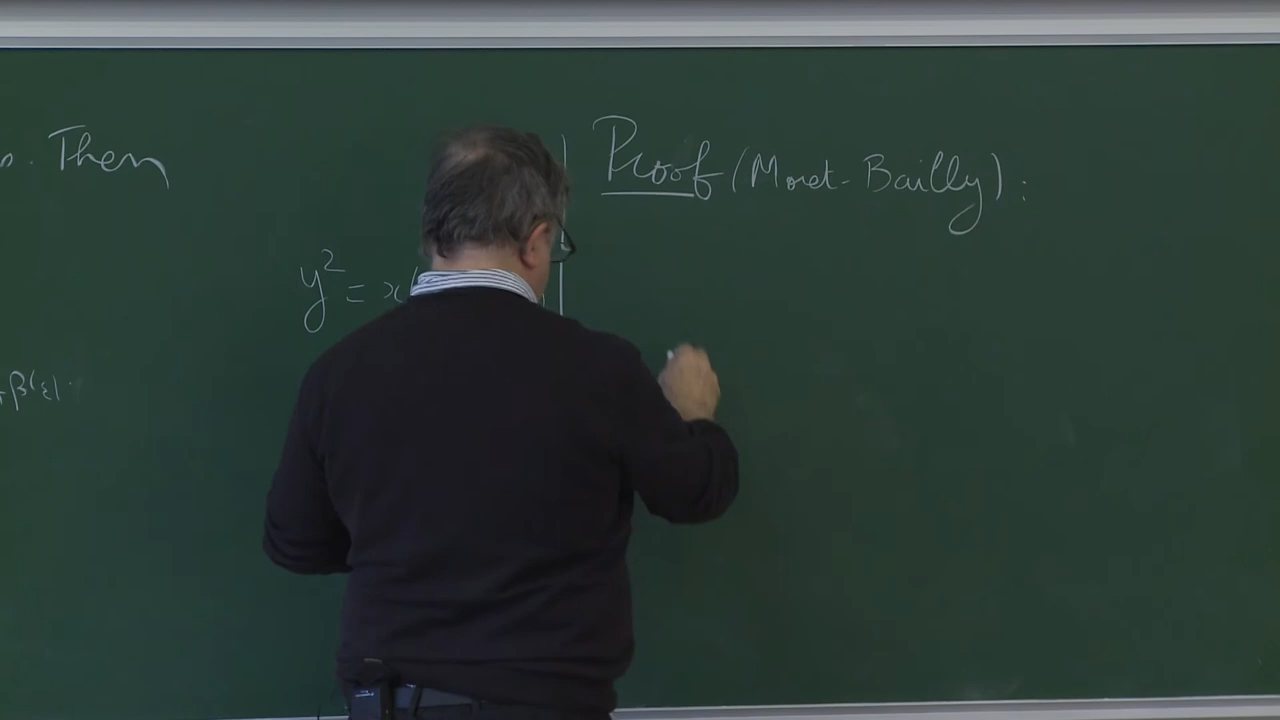 . Then
y² = x(
+β(ε).
Proof (Moret-Bailly) :